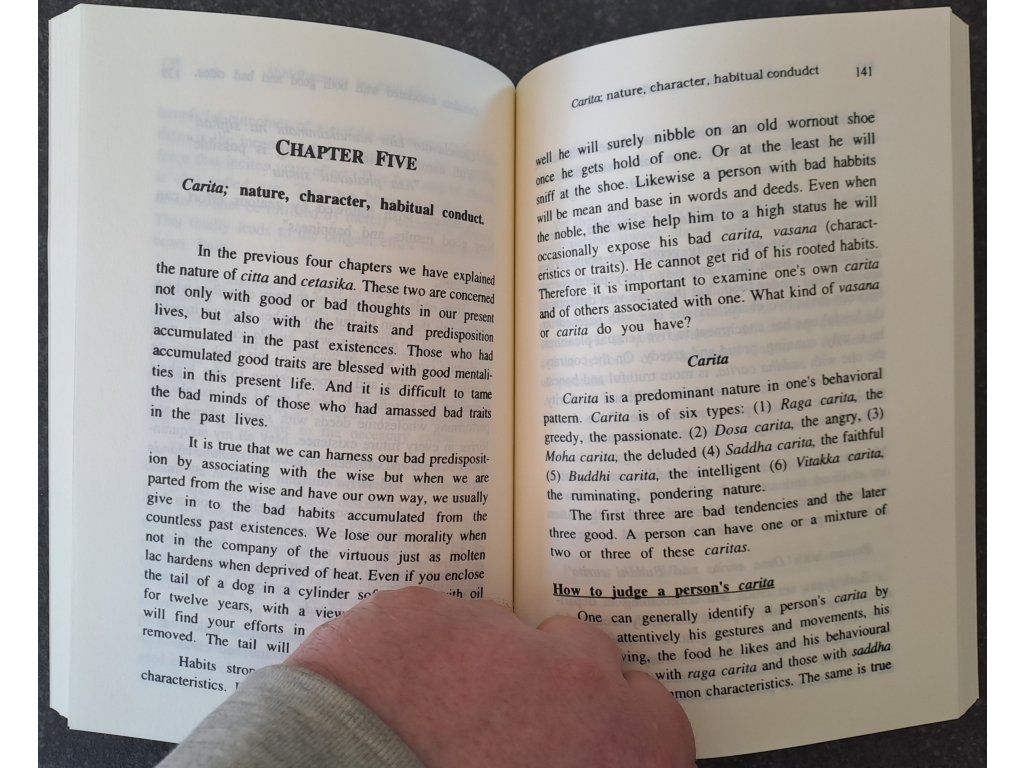 CHAPTER FIVE
Carita; nature, character, habitual conduct.
In the previous four chapters we have explained
the nature of citta and cetasika. These two are concerned
not only with good or bad thoughts in our present
lives, but also with the traits and predisposition
accumulated in the past existences. Those who had
accumulated good traits are blessed with good mentali-
ties in this present life. And it is difficult to tame
the bad minds of those who had amassed bad traits
in the past lives.
It is true that we can harness our bad predisposit-
ion by associating with the wise but when we are
parted from the wise and have our own way, we usually
give in to the bad habits accumulated from the
countless past existences. We lose our morality when
not in the company of the virtuous just as molten
lac hardens when deprived of heat. Even if you enclose
the tail of a dog in a cylinder with oil
for twelve years, with a view
will find your efforts in
removed. The tail will
Habits
characteristics.
Carita; nature, character, habitual condudct 141
well he will surely nibble on an old wornout shoe
once he gets hold of one. Or at the least he will
sniff at the shoe. Likewise a person with bad habbits
will be mean and base in words and deeds. Even when
the noble, the wise help him to a high status he will
occasionally expose his bad carita, vasana (charact-
eristics or traits). He cannot get rid of his rooted habits.
Therefore it is important to examine one's own carita
and of others associated with one. What kind of vasana
or carita do you have?
Carita
Carita is a predominant nature in one's behavioral
pattern. Carita is of six types: (1) Raga carita, the
greedy, the passionate. (2) Dosa carita, the angry, (3)
Moha carita, the deluded (4) Saddha carita, the faithful
(5) Buddhi carita, the intelligent (6) Vitakka carita,
the ruminating, pondering nature.
The first three are bad tendencies and the later
three good. A person can have one or a mixture of
two or three of these caritas.
How to judge a person's carita
One can generally identify a person's carita by
attentively his gestures and movements, his
the food he likes and his behavioural
with raga carita and those with saddha
characteristics. The same is true